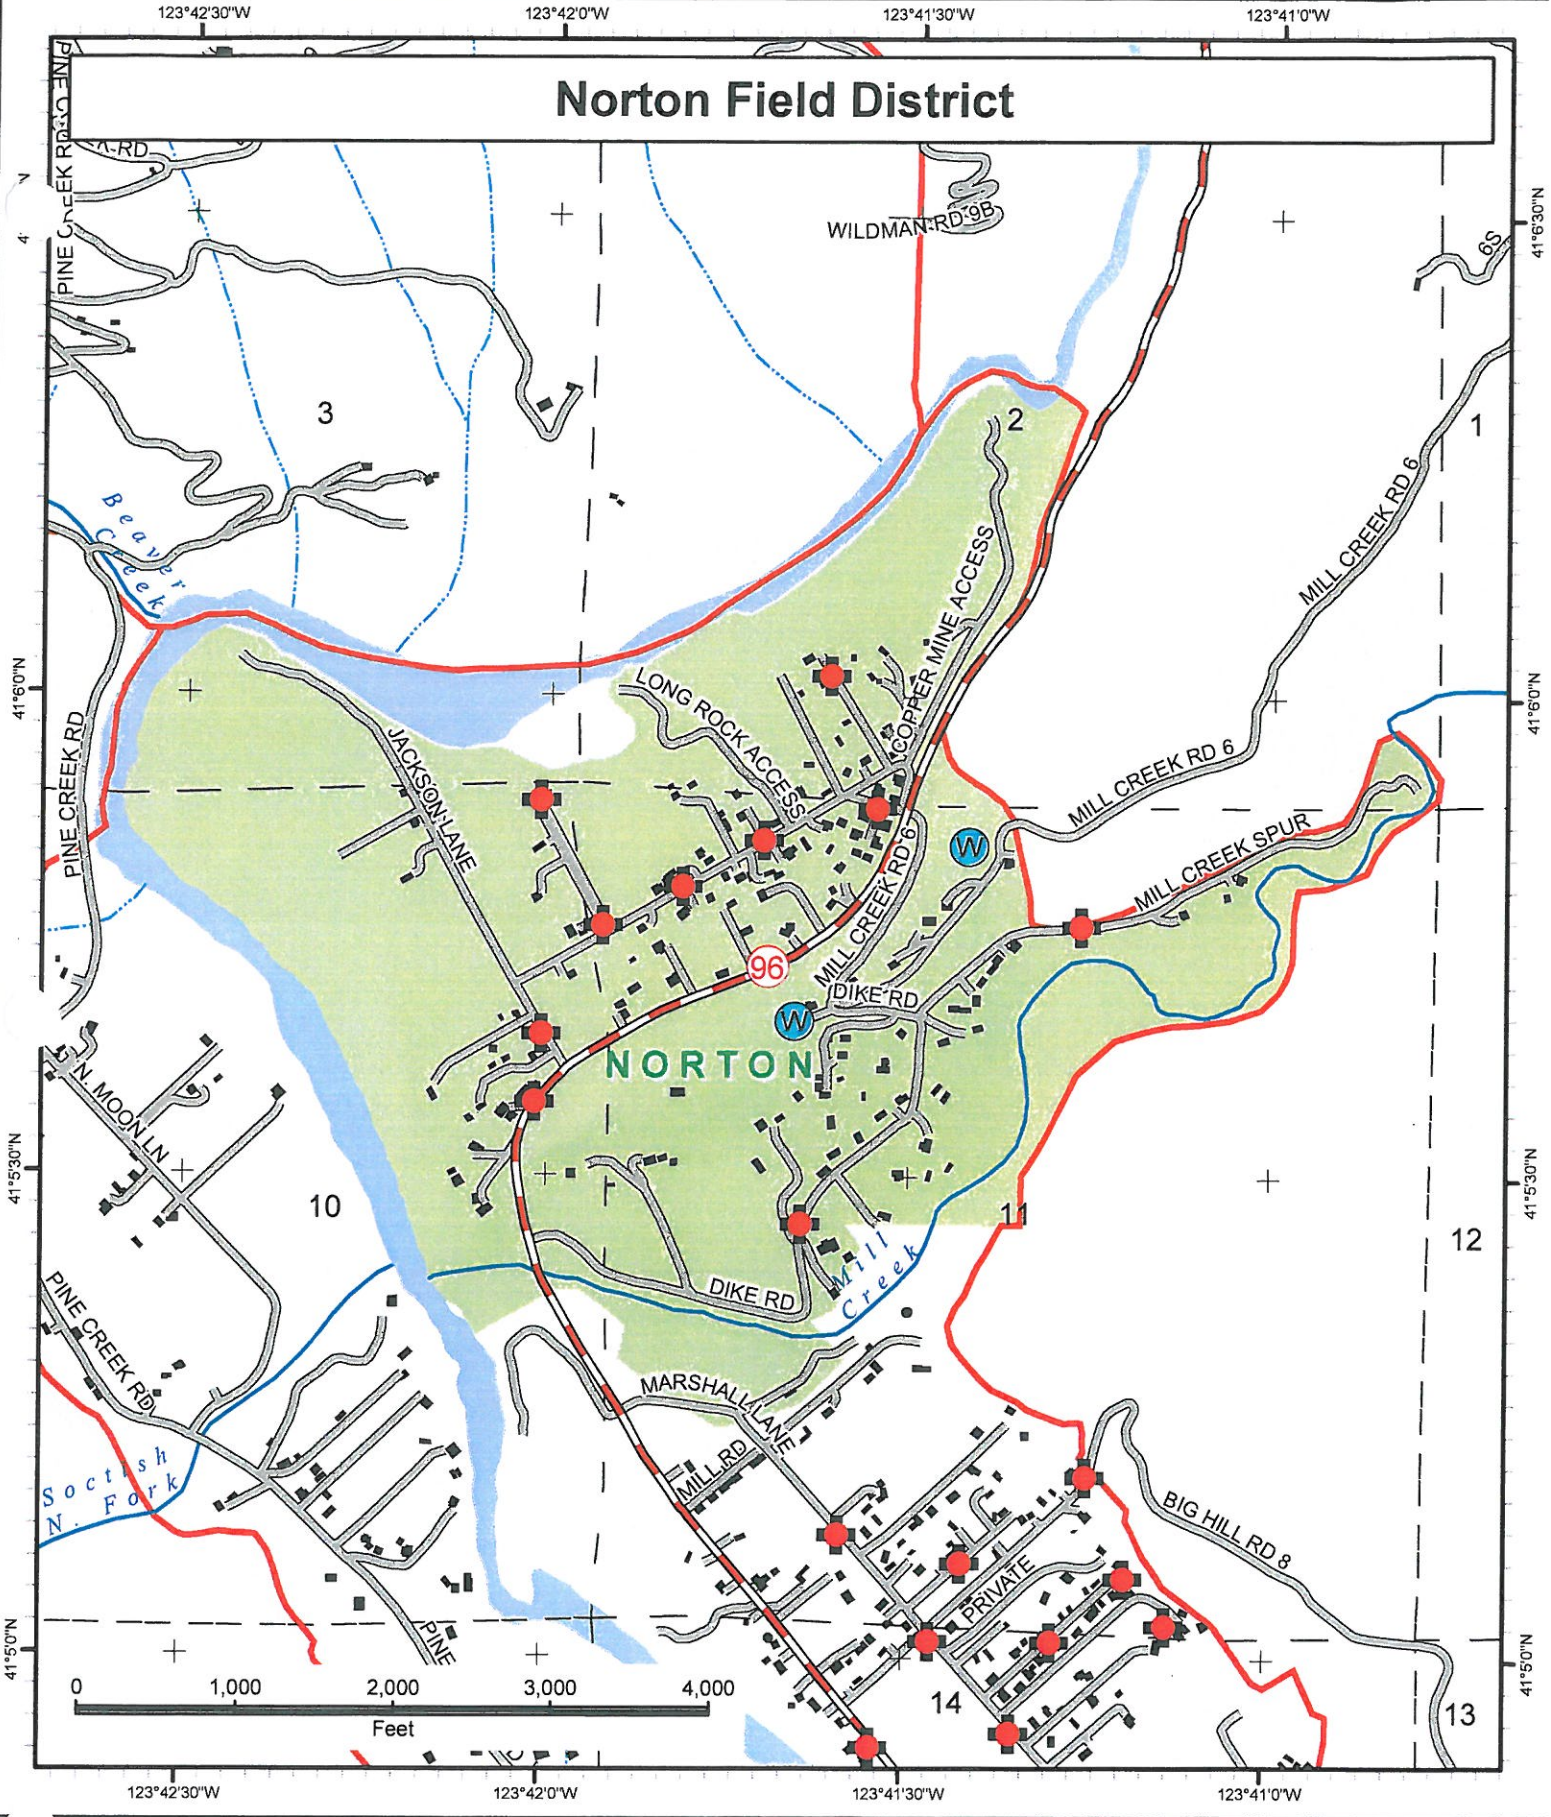 123°42'30"W
123°42'0"W
123°41'30"W
123°41'0"W
Norton Field District
PINE CREEK RD
K-RD
WILDMAN-RD-9B
6S
41°6'30"N
3
2
1
MILL CREEK RD 6
Beaver
Creek
COPPER MINE ACCESS
LONG ROCK ACCESS
JACKSON LANE
41°6'0"N
41°6'0"N
PINE CREEK RD
MILL CREEK RD 6
MILL CREEK SPUR
W
MILL CREEK RD 6
96
DIKE RD
W
NORTON
N. MOON LN
41°5'30"N
41°5'30"N
10
11
12
Mill
Creek
DIKE RD
PINE CREEK RD
MARSHALL LANE
MILL RD
Soctish
N. Fork
BIG HILL RD 8
PRIVATE
PINE
41°5'0"N
41°5'0"N
0 1,000 2,000 3,000 4,000
Feet
14
13
123°42'30"W
123°42'0"W
123°41'30"W
123°41'0"W